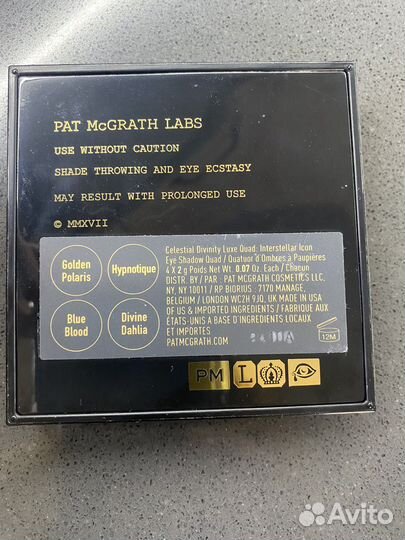 PAT McGRATH LABS
USE WITHOUT CAUTION
SHADE THROWING AND EYE ECSTASY
MAY RESULT WITH PROLONGED USE
© MMXVII
Golden
Polaris
Hypnotique
Blue
Blood
Divine
Dahlia
Celestial Divinity Luxe Quad: Interstellar Icon
Eye Shadow Quad / Quatuor d'Ombres à Paupières
4 X 2 g Poids Net Wt. 0.07 Oz. Each / Chacun
DISTR. BY / PAR : PAT MCGRATH COSMETICS LLC,
NY, NY 10011 / RP BIORIUS : 7170 MANAGE,
BELGIUM / LONDON WC2H 9JQ, UK MADE IN USA
OF US & IMPORTED INGREDIENTS / FABRIQUE AUX
ÉTATS-UNIS A BASE D'INGRÉDIENTS LOCAUX
ET IMPORTES
PATMCGRATH.COM
12M
PM L
Avito